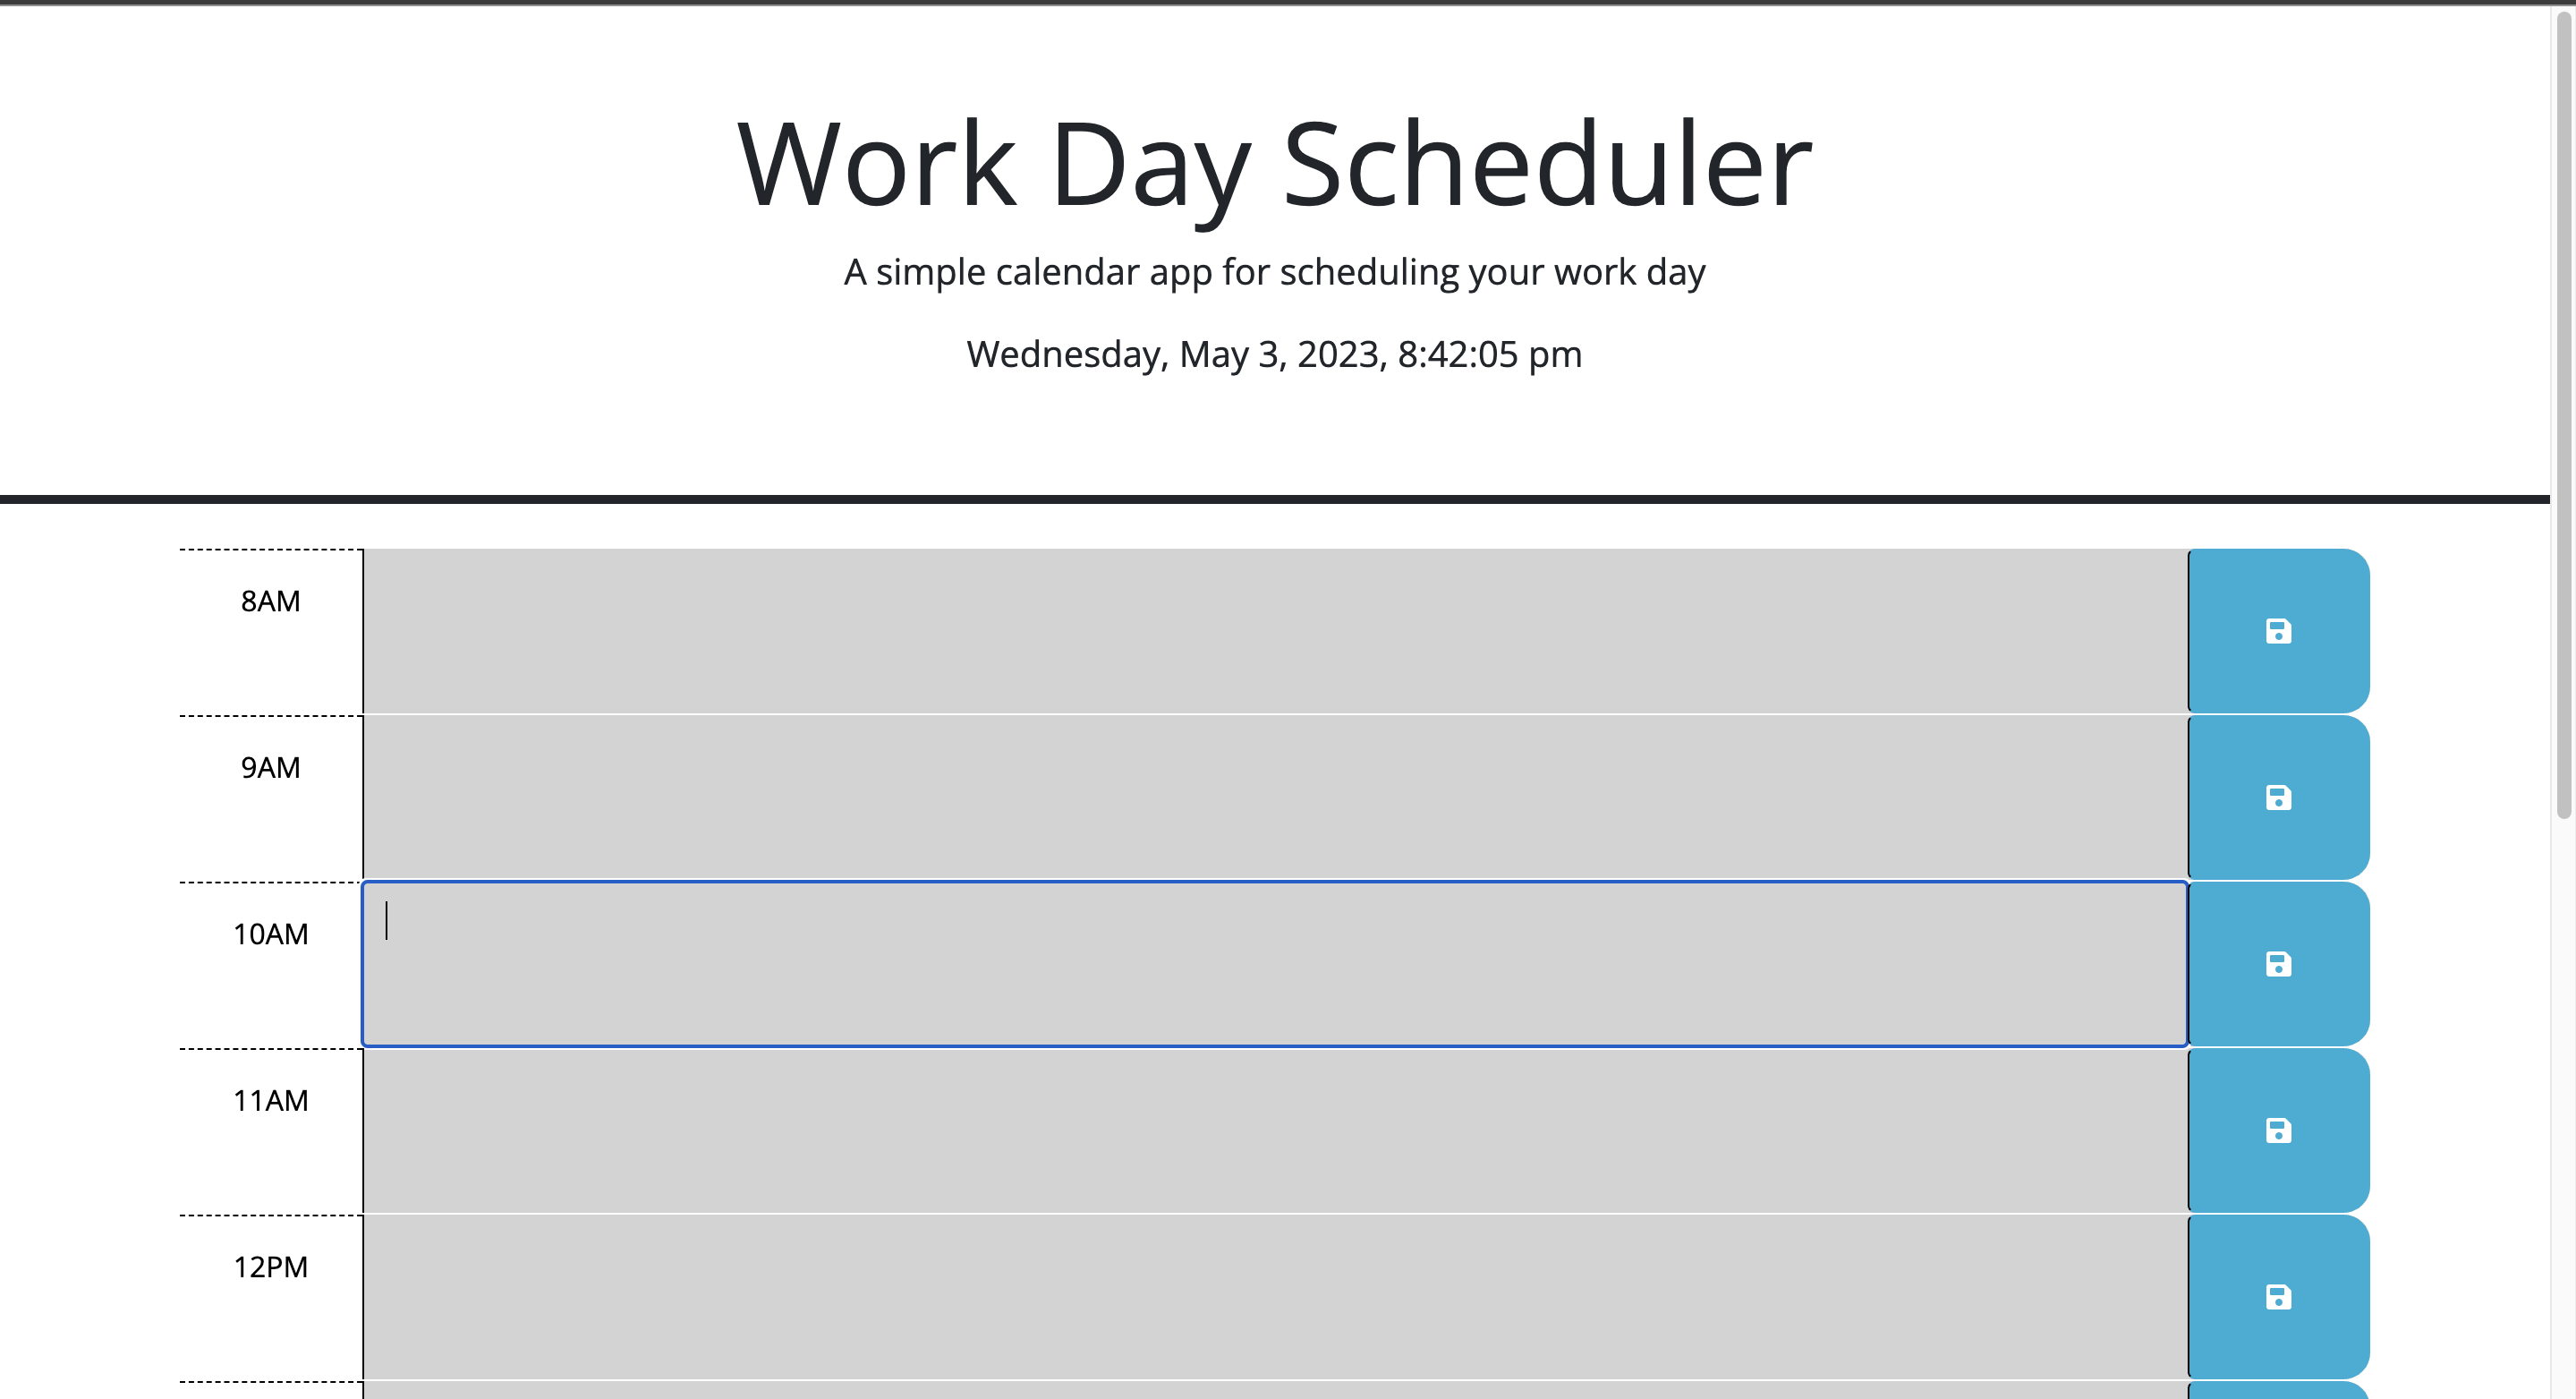 Work Day Scheduler
A simple calendar app for scheduling your work day
Wednesday, May 3, 2023, 8:42:05 pm
8AM
9AM
10AM
11AM
12PM